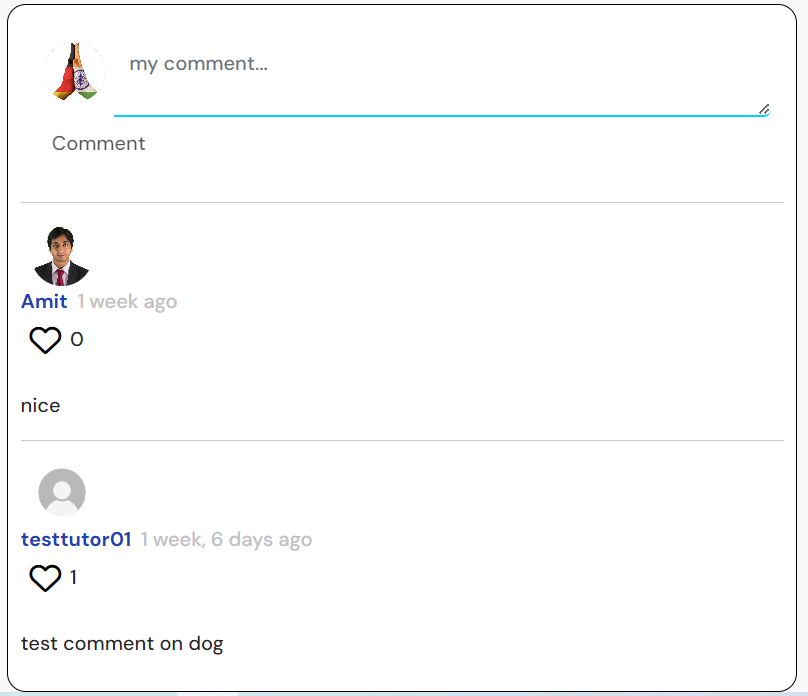 my comment...
Comment
Amit 1 week ago
0
nice
testtutor01 1 week, 6 days ago
1
test comment on dog